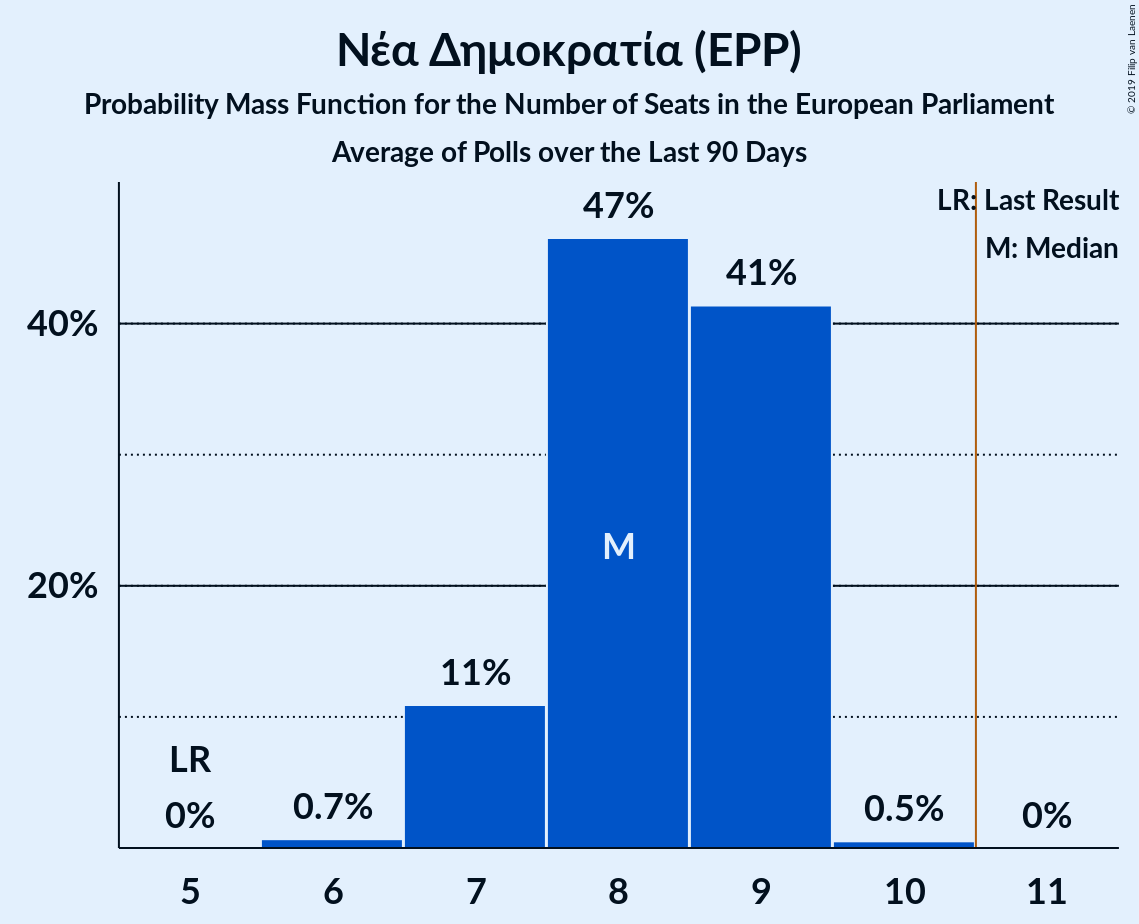 Νέα Δημοκρατία (EPP)
Probability Mass Function for the Number of Seats in the European Parliament
Average of Polls over the Last 90 Days
© 2019 Filip van Laenen
LR: Last Result
M: Median
47%
41%
40%
M
20%
11%
LR
0%
0.7%
0.5%
0%
5 6 7 8 9 10 11